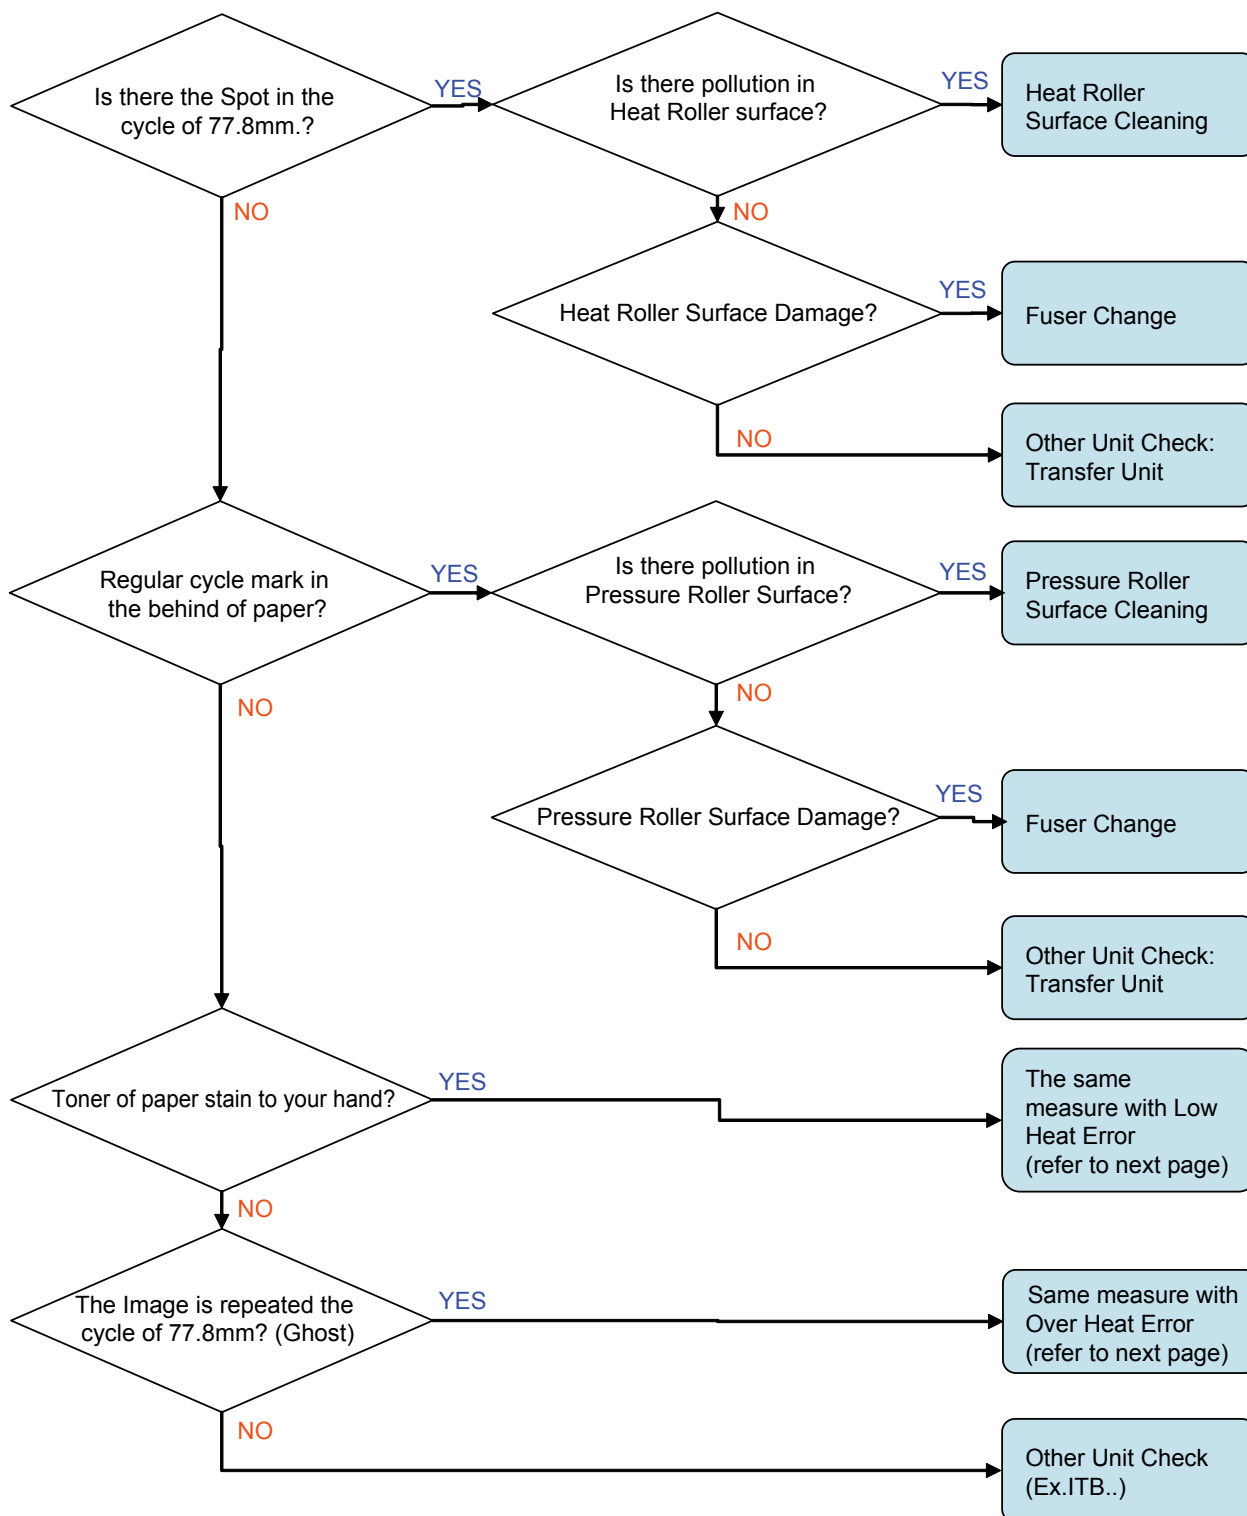 Is there the Spot in the
cycle of 77.8mm.?
YES
Is there pollution in
Heat Roller surface?
YES
Heat Roller
Surface Cleaning
NO
NO
Heat Roller Surface Damage?
YES
Fuser Change
NO
Other Unit Check:
Transfer Unit
Regular cycle mark in
the behind of paper?
YES
Is there pollution in
Pressure Roller Surface?
YES
Pressure Roller
Surface Cleaning
NO
NO
Pressure Roller Surface Damage?
YES
Fuser Change
NO
Other Unit Check:
Transfer Unit
Toner of paper stain to your hand?
YES
The same
measure with Low
Heat Error
(refer to next page)
NO
The Image is repeated the
cycle of 77.8mm? (Ghost)
YES
Same measure with
Over Heat Error
(refer to next page)
NO
Other Unit Check
(Ex.ITB..)